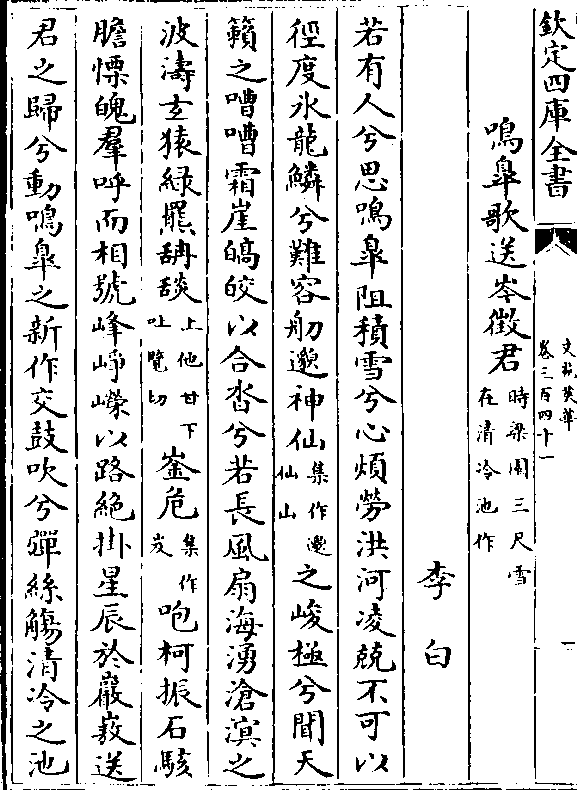 欽定四庫全書
文苑英華
卷三百四十一
一
鳴臯歌送岑徵君時梁園三尺雪在清冷池作
李白
若有人兮思鳴臯阻積雪兮心煩勞洪河凌兢不可以
徑度氷龍鱗兮難容舠邈神仙集作邈仙山之峻極兮聞天
籟之嘈嘈霜崖皜皎以合沓兮若長風扇海湧滄溟之
波濤玄猿緑羆䑙舕上他甘下吐覽切崟危集作岌咆柯振石駭
膽慄魄羣呼而相號峰崢嶸以路絶掛星辰於巖嶅送
君之歸兮動鳴臯之新作交鼓吹兮彈絲觴清冷之池